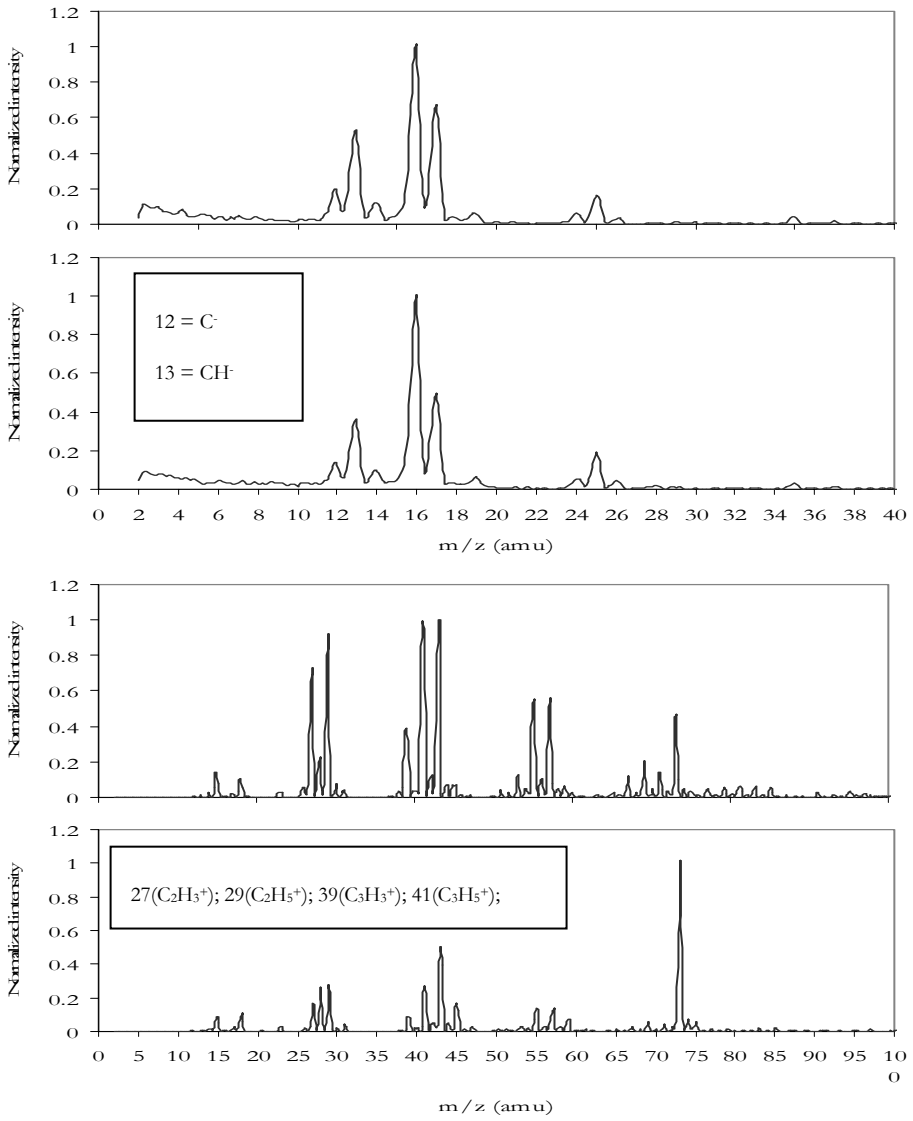 1.2
1
0.8
0.6
0.4
0.2
0
Normalized intensity
1.2
1
0.8
0.6
0.4
0.2
0
Normalized intensity
12 = C⁻
13 = CH⁻
0 2 4 6 8 10 12 14 16 18 20 22 24 26 28 30 32 34 36 38 40
m/z (amu)
1.2
1
0.8
0.6
0.4
0.2
0
Normalized intensity
1.2
1
0.8
0.6
0.4
0.2
0
Normalized intensity
27(C₂H₃⁺); 29(C₂H₅⁺); 39(C₃H₃⁺); 41(C₃H₅⁺);
0 5 10 15 20 25 30 35 40 45 50 55 60 65 70 75 80 85 90 95 10
0
m/z (amu)